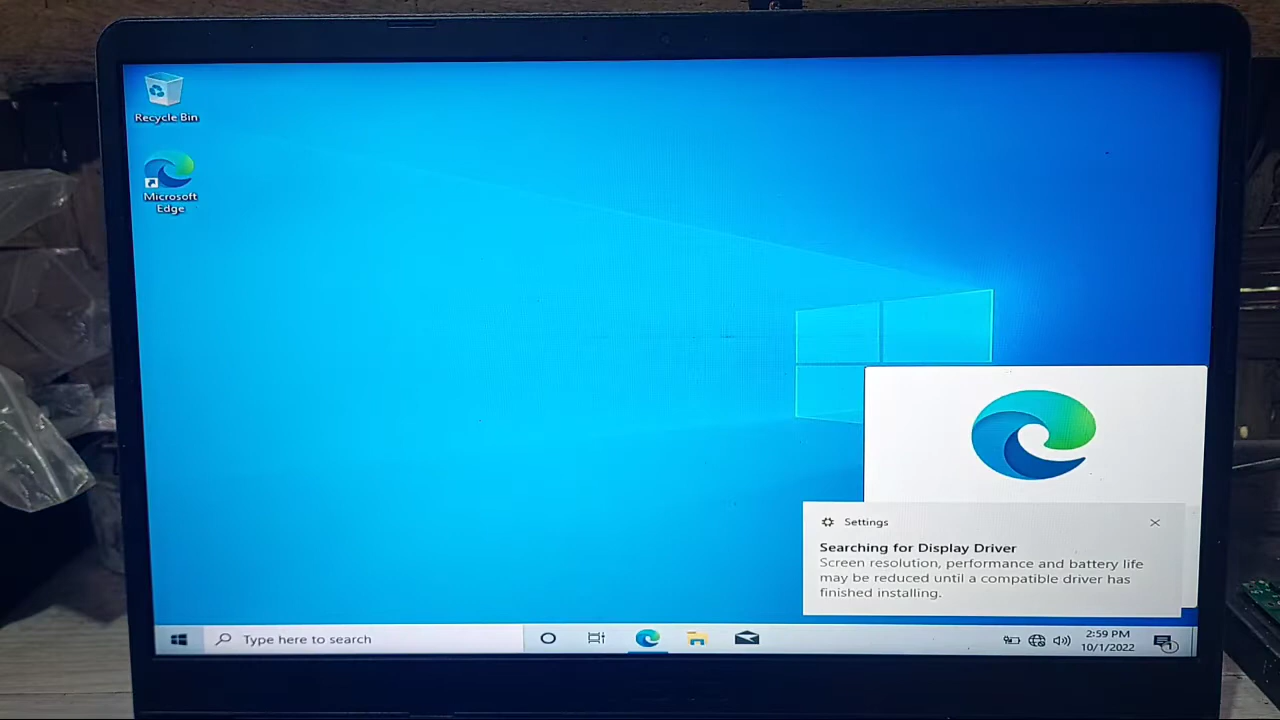 Recycle Bin
Microsoft
Edge
Settings
Searching for Display Driver
Screen resolution, performance and battery life
may be reduced until a compatible driver has
finished installing.
Type here to search
2:59 PM
10/1/2022
1